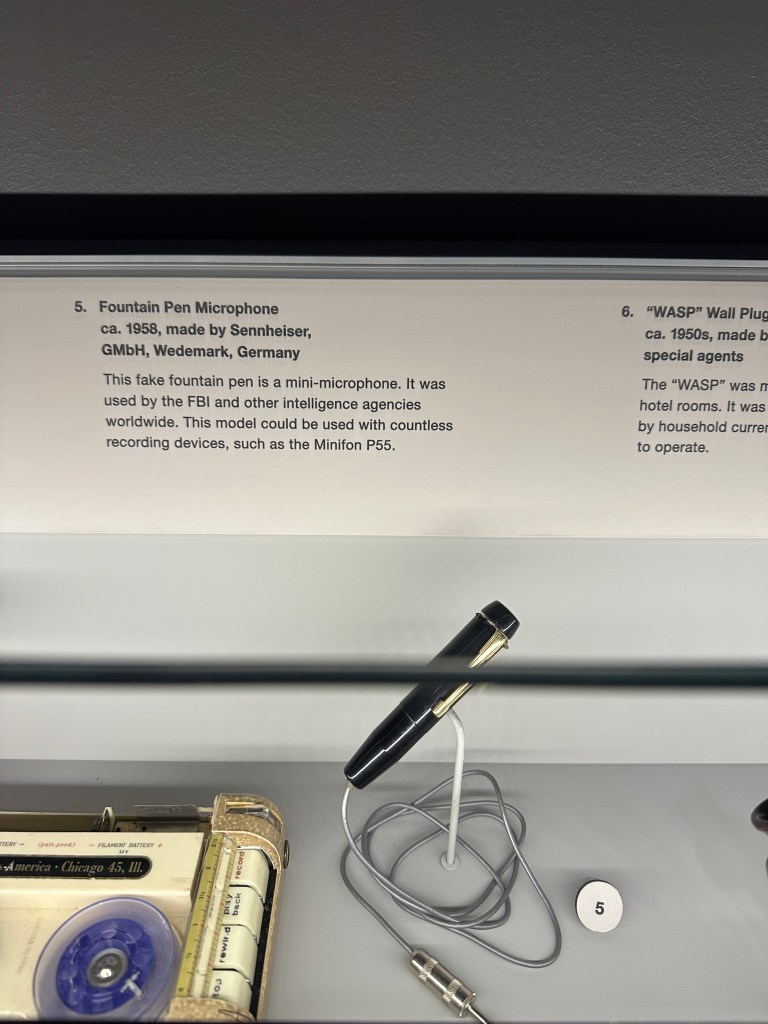 5. Fountain Pen Microphone
ca. 1958, made by Sennheiser,
GMbH, Wedemark, Germany
This fake fountain pen is a mini-microphone. It was
used by the FBI and other intelligence agencies
worldwide. This model could be used with countless
recording devices, such as the Minifon P55.
6. “WASP” Wall Plug
ca. 1950s, made
special agents
The “WASP” was
hotel rooms. It was
by household
to operate.
(pats. pend.)
- FILAMENT BATTERY +
America · Chicago 45, Ill.
record
play
back
rewind
5